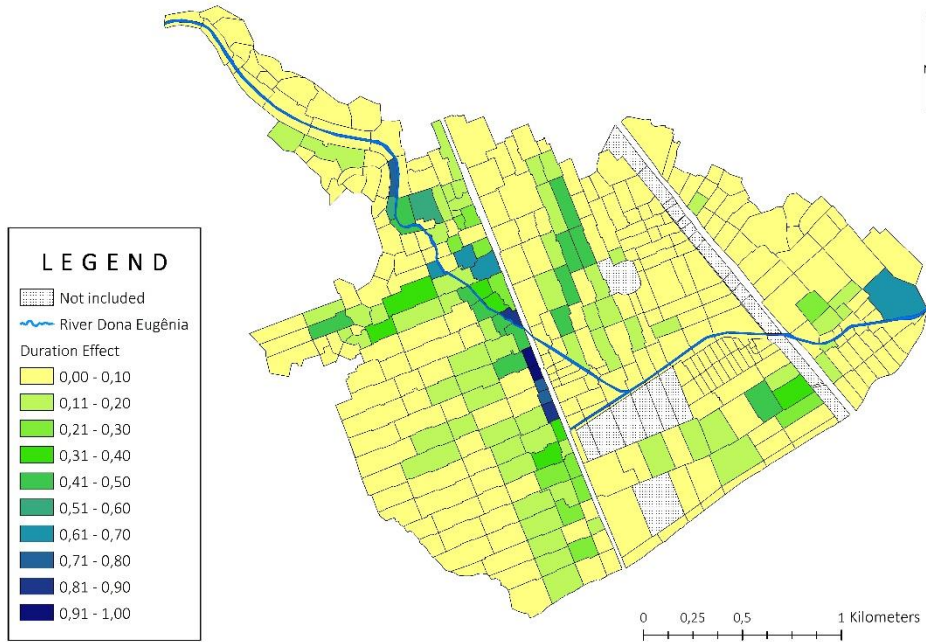 L E G E N D
Not included
River Dona Eugênia
Duration Effect
0,00 - 0,10
0,11 - 0,20
0,21 - 0,30
0,31 - 0,40
0,41 - 0,50
0,51 - 0,60
0,61 - 0,70
0,71 - 0,80
0,81 - 0,90
0,91 - 1,00
0 0,25 0,5 1 Kilometers